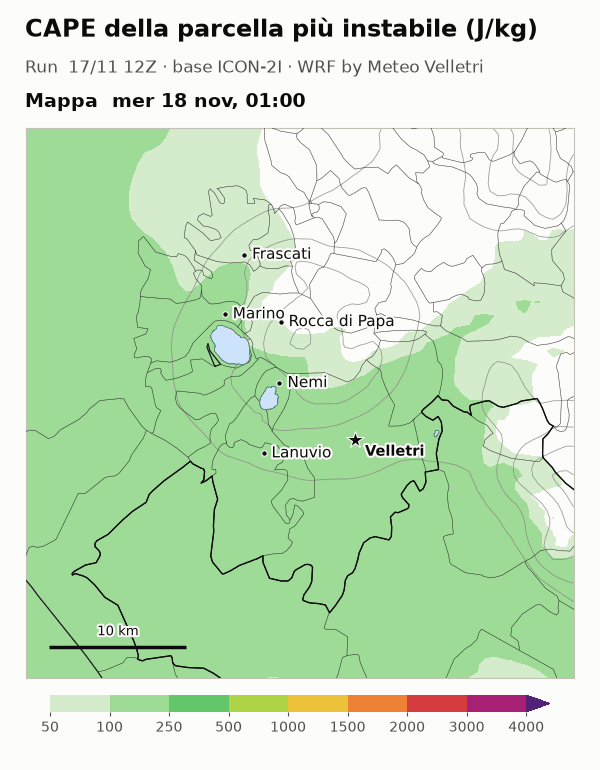 CAPE della parcella più instabile (J/kg)
Run  17/11 12Z · base ICON-2I · WRF by Meteo Velletri
Mappa  mer 18 nov, 01:00
Frascati
Marino
Rocca di Papa
Nemi
Lanuvio
Velletri
10 km
50 100 250 500 1000 1500 2000 3000 4000